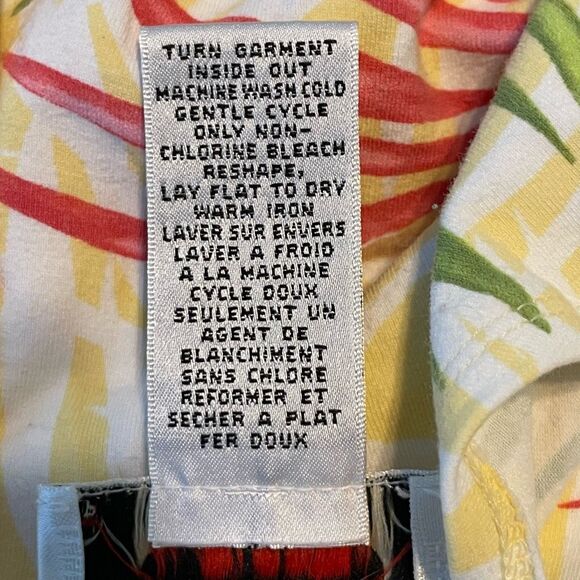 TURN GARMENT
INSIDE OUT
MACHINE WASH COLD
GENTLE CYCLE
ONLY NON-
CHLORINE BLEACH
RESHAPE,
LAY FLAT TO DRY
WARM IRON
LAVER SUR ENVERS
LAVER A FROID
A LA MACHINE
CYCLE DOUX
SEULEMENT UN
AGENT DE
BLANCHIMENT
SANS CHLORE
REFORMER ET
SECHER A PLAT
FER DOUX